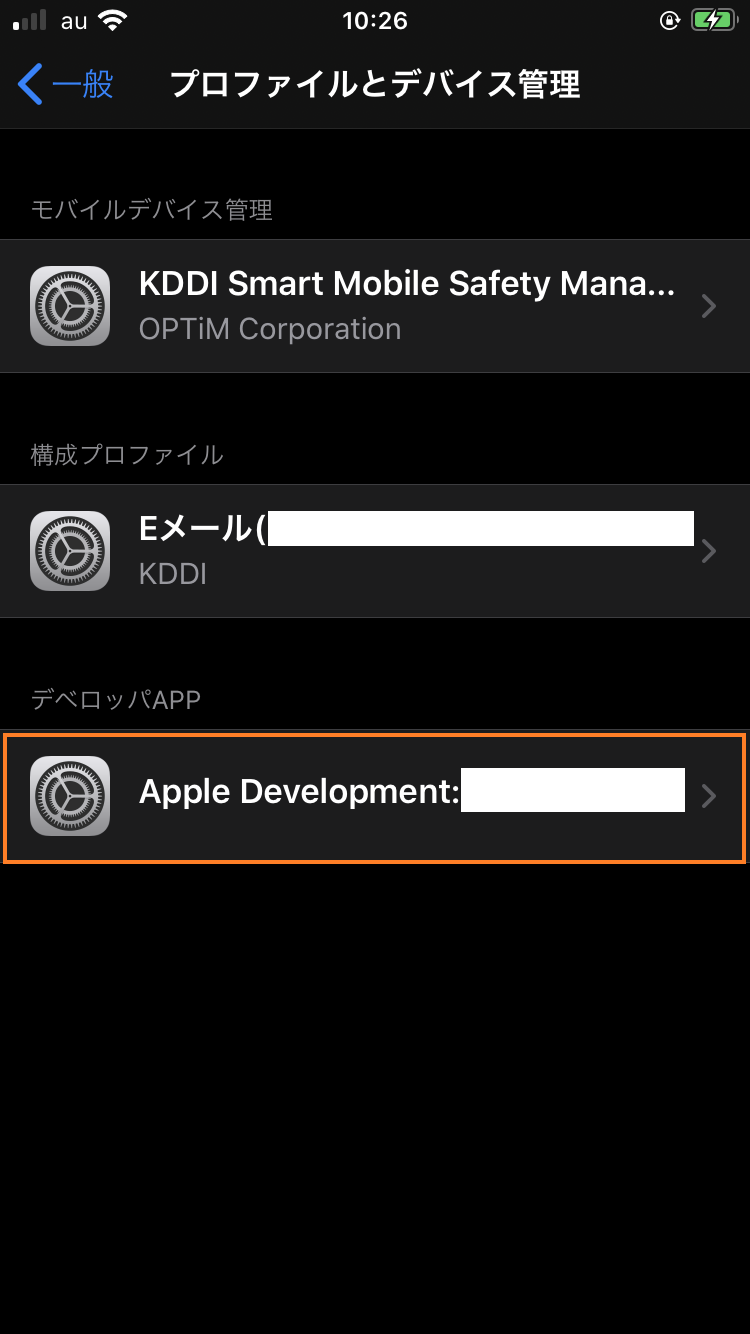 au 10:26
一般 プロファイルとデバイス管理
モバイルデバイス管理
KDDI Smart Mobile Safety Mana...
OPTiM Corporation
構成プロファイル
Eメール(
KDDI
デベロッパAPP
Apple Development: